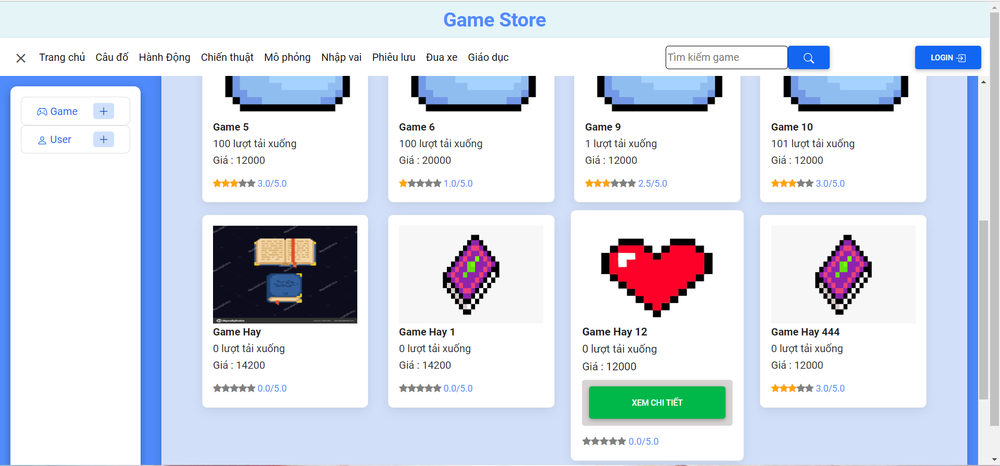 Game Store
Trang chủ Câu đố Hành Động Chiến thuật Mô phỏng Nhập vai Phiêu lưu Đua xe Giáo dục
Tìm kiếm game
LOGIN
Game +
User +
Game 5
100 lượt tải xuống
Giá : 12000
3.0/5.0
Game 6
100 lượt tải xuống
Giá : 20000
1.0/5.0
Game 9
1 lượt tải xuống
Giá : 12000
2.5/5.0
Game 10
101 lượt tải xuống
Giá : 12000
3.0/5.0
depositphotos
Game Hay
0 lượt tải xuống
Giá : 14200
0.0/5.0
Game Hay 1
0 lượt tải xuống
Giá : 14200
0.0/5.0
Game Hay 12
0 lượt tải xuống
Giá : 12000
XEM CHI TIẾT
0.0/5.0
Game Hay 444
0 lượt tải xuống
Giá : 12000
3.0/5.0